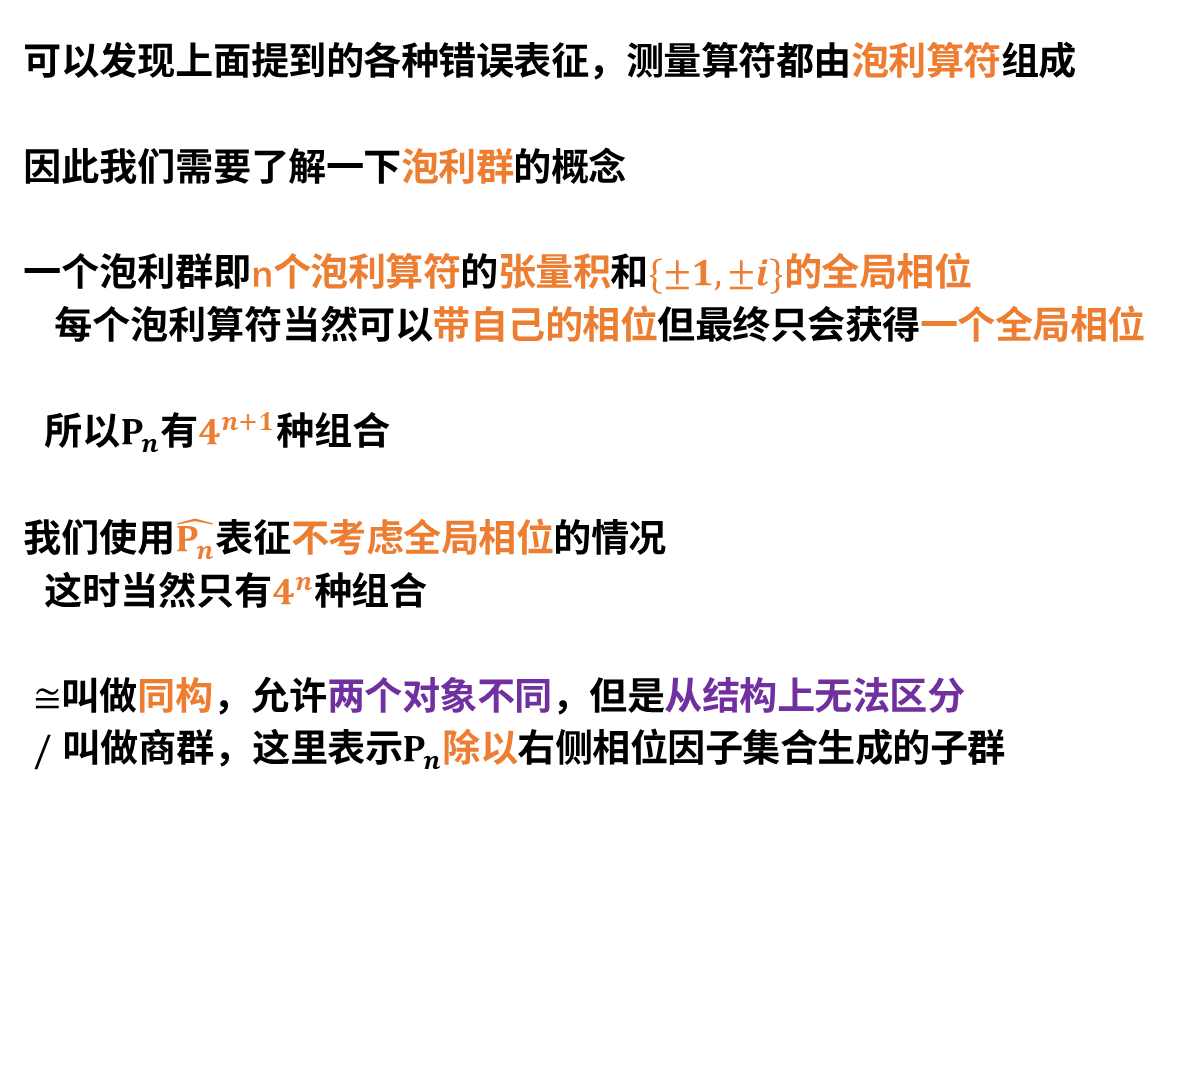 可以发现上面提到的各种错误表征，测量算符都由泡利算符组成
因此我们需要了解一下泡利群的概念
一个泡利群即n个泡利算符的张量积和{±1, ±i}的全局相位
每个泡利算符当然可以带自己的相位但最终只会获得一个全局相位
所以Pₙ有4ⁿ⁺¹种组合
我们使用P̂ₙ表征不考虑全局相位的情况
这时当然只有4ⁿ种组合
≅叫做同构，允许两个对象不同，但是从结构上无法区分
/ 叫做商群，这里表示Pₙ除以右侧相位因子集合生成的子群